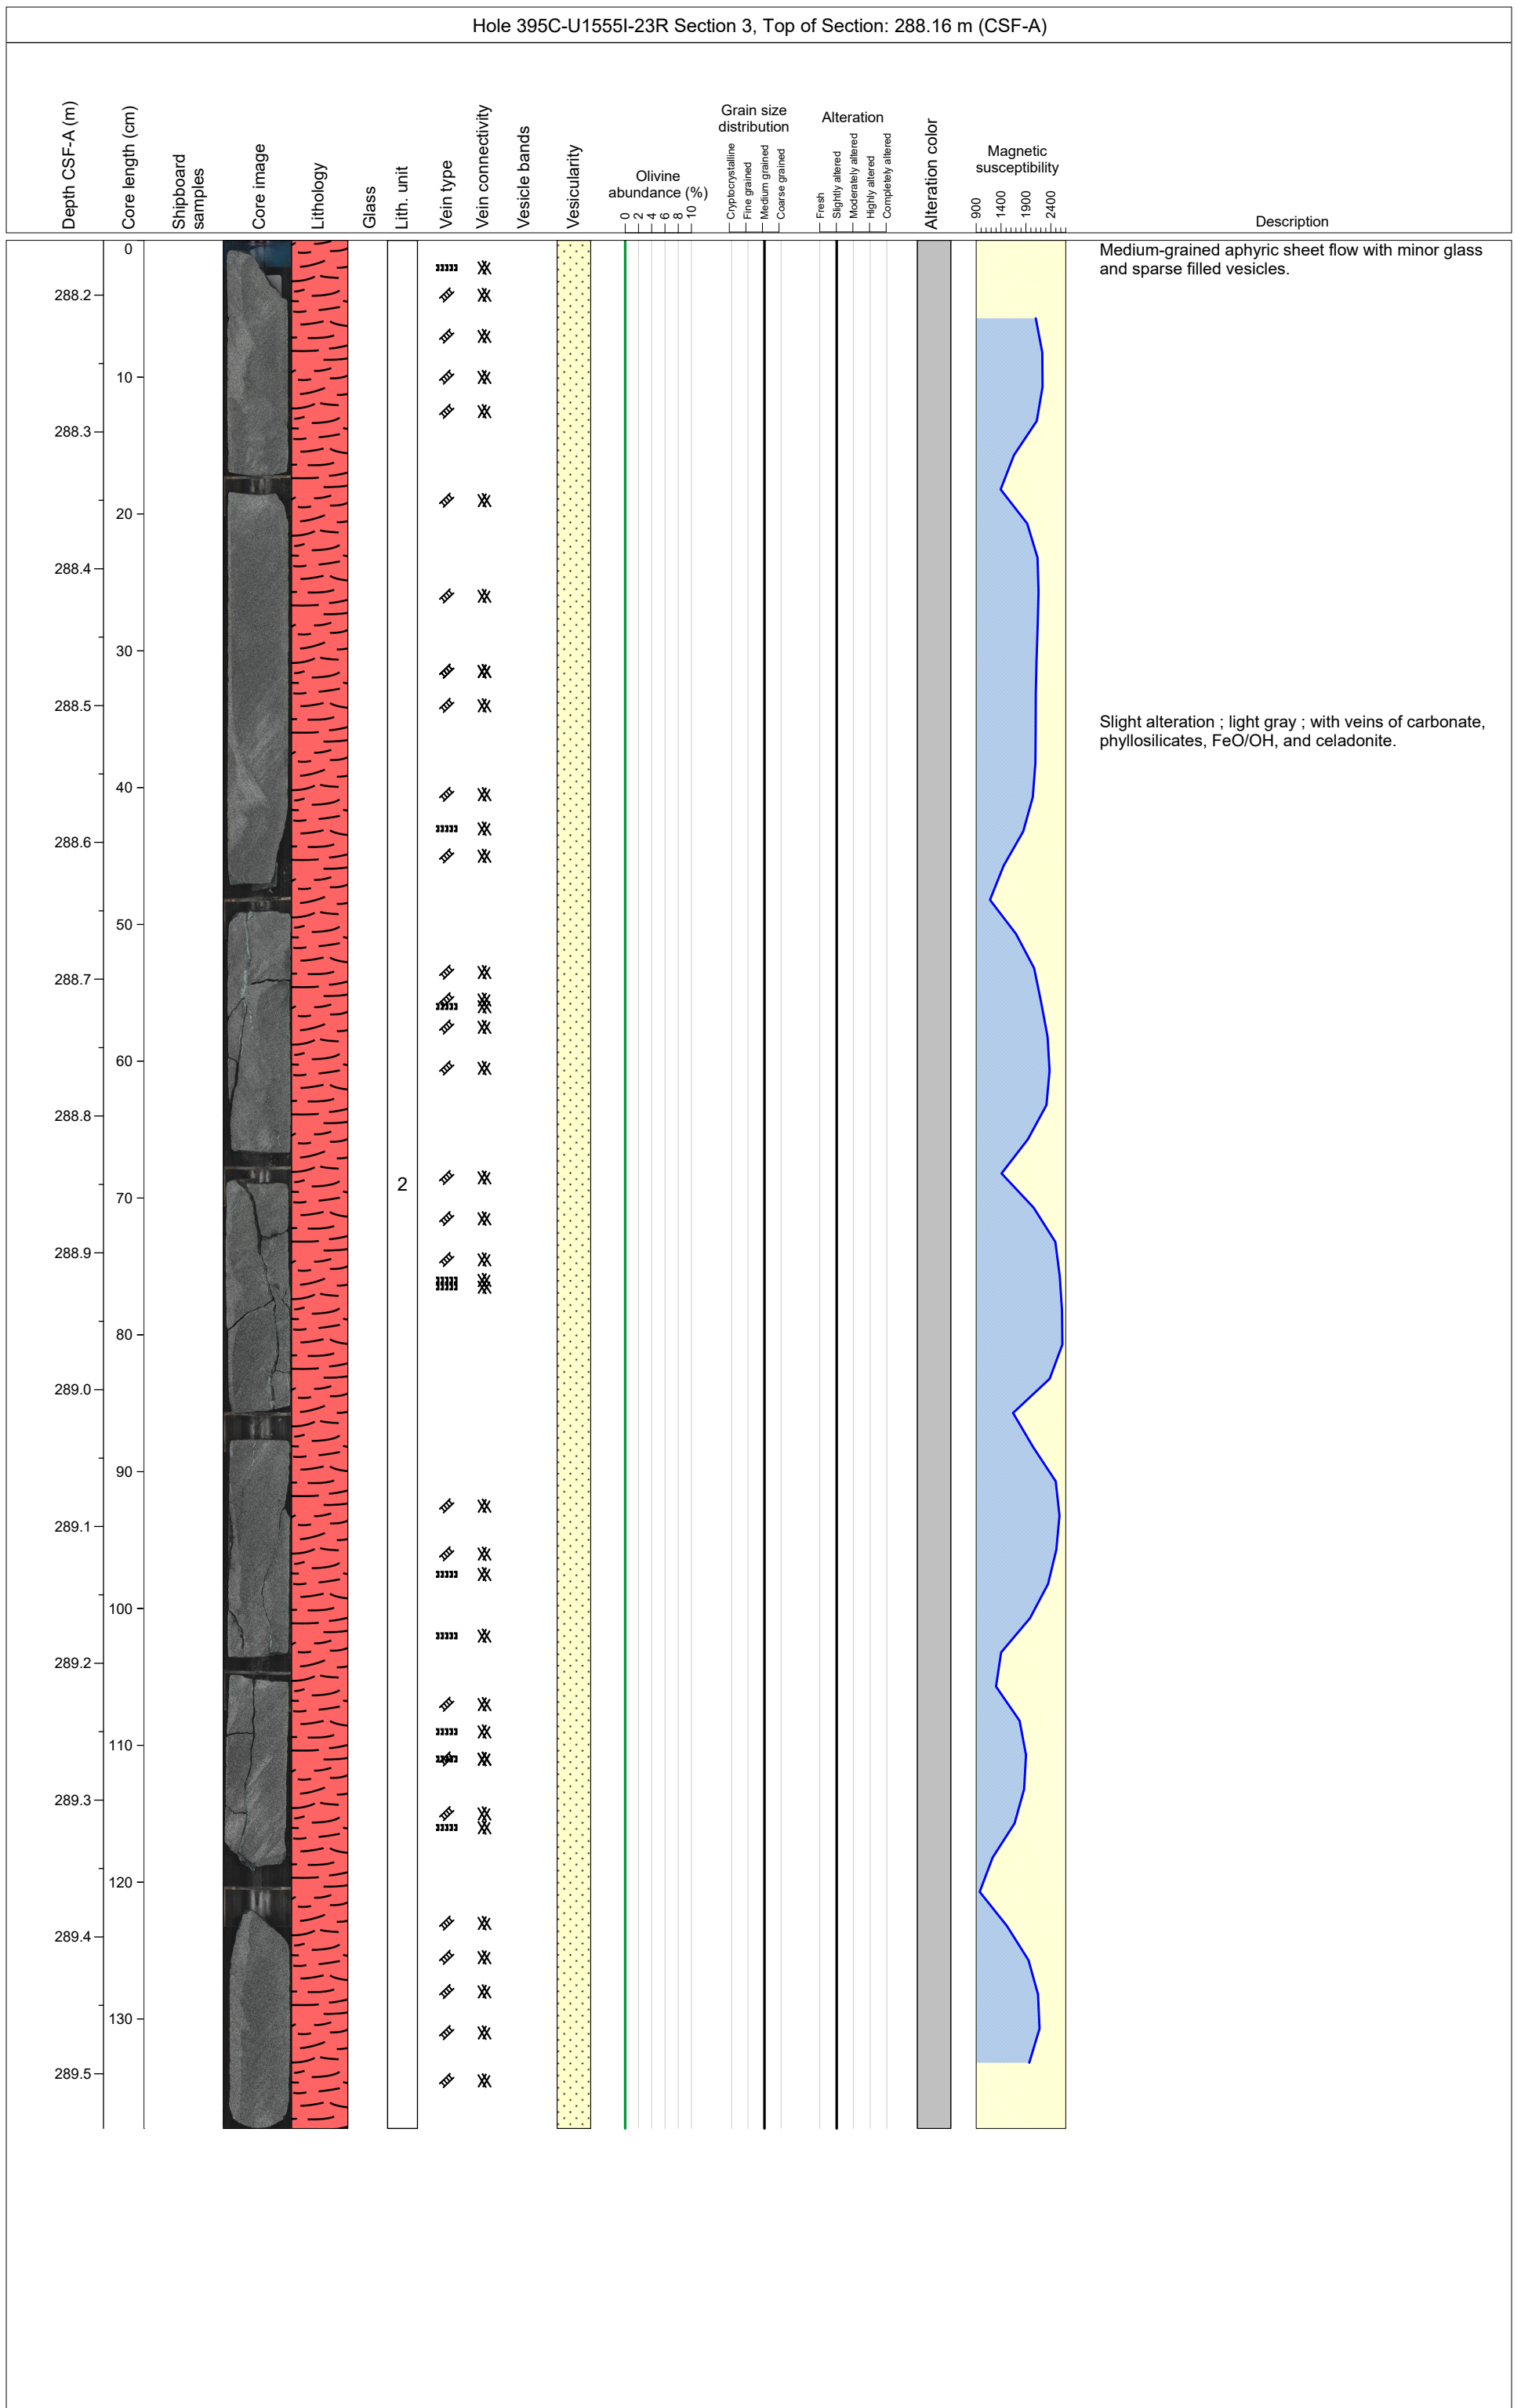 Hole 395C-U1555I-23R Section 3, Top of Section: 288.16 m (CSF-A)
Depth CSF-A (m)
Core length (cm)
Shipboard
samples
Core image
Lithology
Glass
Lith. unit
Vein type
Vein connectivity
Vesicle bands
Vesicularity
Olivine
abundance (%)
0 2 4 6 8 10
Grain size
distribution
Cryptocrystalline
Fine grained
Medium grained
Coarse grained
Alteration
Fresh
Slightly altered
Moderately altered
Highly altered
Completely altered
Alteration color
Magnetic
susceptibility
900 1400 1900 2400
Description
0
Medium-grained aphyric sheet flow with minor glass
and sparse filled vesicles.
288.2
10
288.3
20
288.4
30
288.5
Slight alteration ; light gray ; with veins of carbonate,
phyllosilicates, FeO/OH, and celadonite.
40
288.6
50
288.7
60
288.8
2
70
288.9
80
289.0
90
289.1
100
289.2
110
289.3
120
289.4
130
289.5